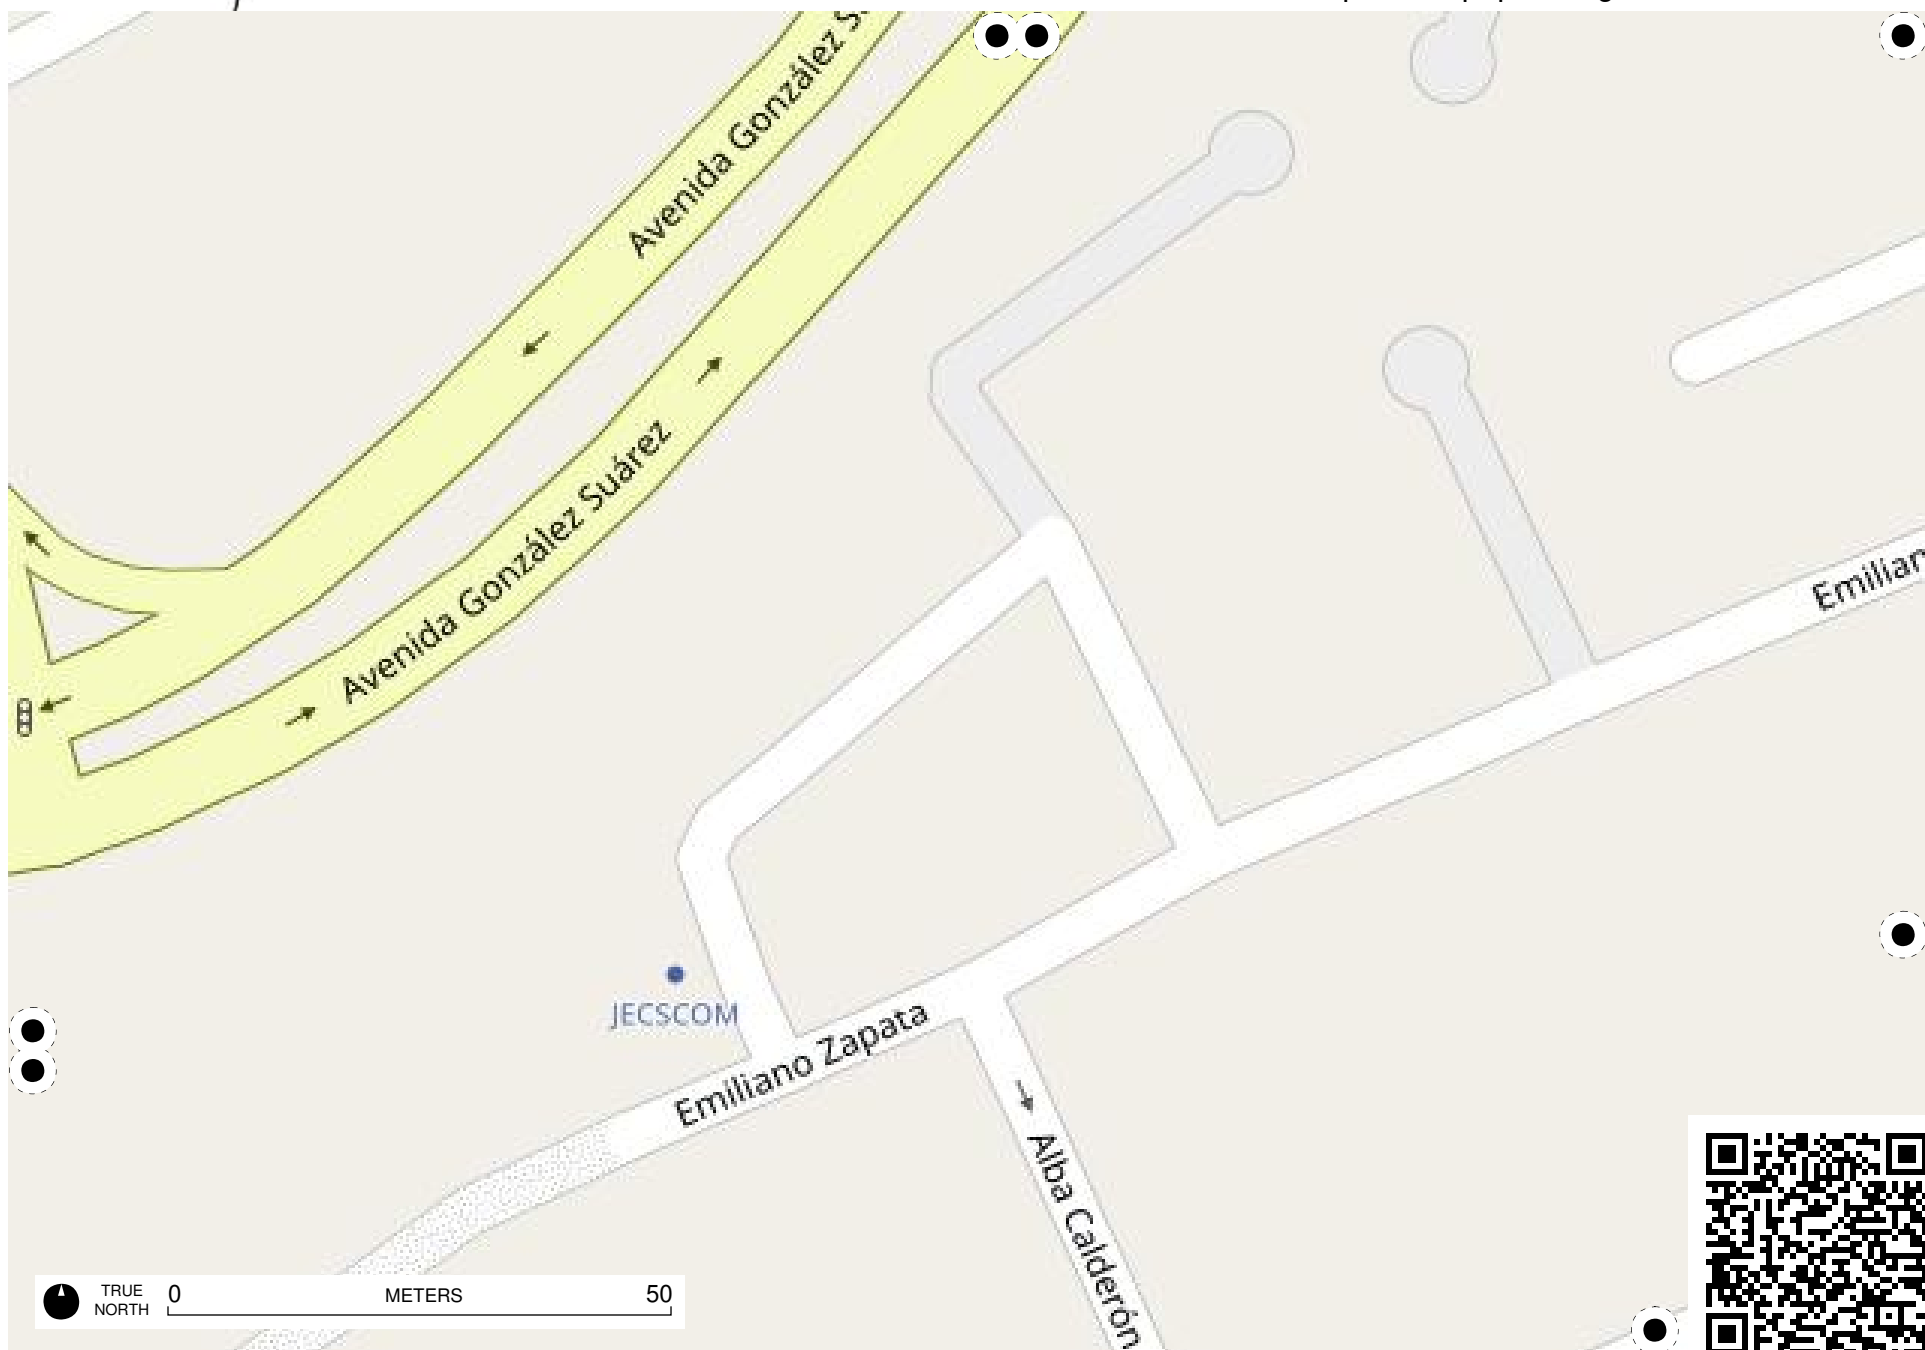 Avenida González S
Avenida González Suárez
Emilian
JECSCOM
Emiliano Zapata
Alba Calderón
TRUE NORTH
0 METERS 50